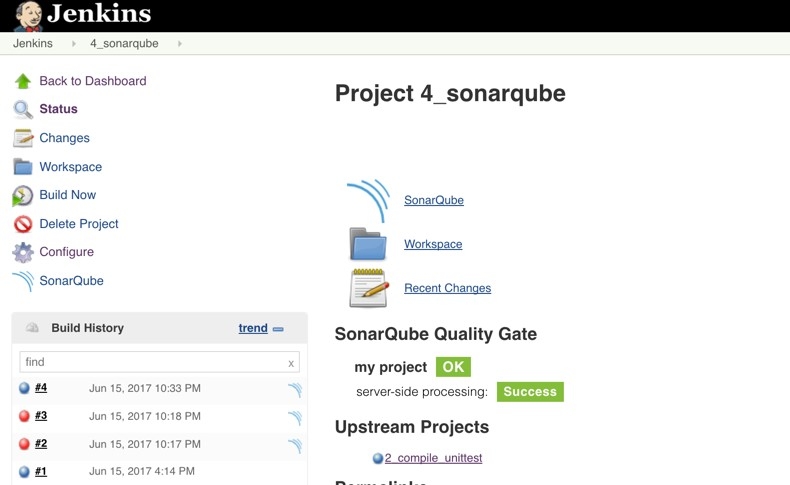 Jenkins
Jenkins 4_sonarqube
Back to Dashboard
Status
Changes
Workspace
Build Now
Delete Project
Configure
SonarQube
Build History trend
find x
#4 Jun 15, 2017 10:33 PM
#3 Jun 15, 2017 10:18 PM
#2 Jun 15, 2017 10:17 PM
#1 Jun 15, 2017 4:14 PM
Project 4_sonarqube
SonarQube
Workspace
Recent Changes
SonarQube Quality Gate
my project OK
server-side processing: Success
Upstream Projects
2_compile_unittest
Permalinks